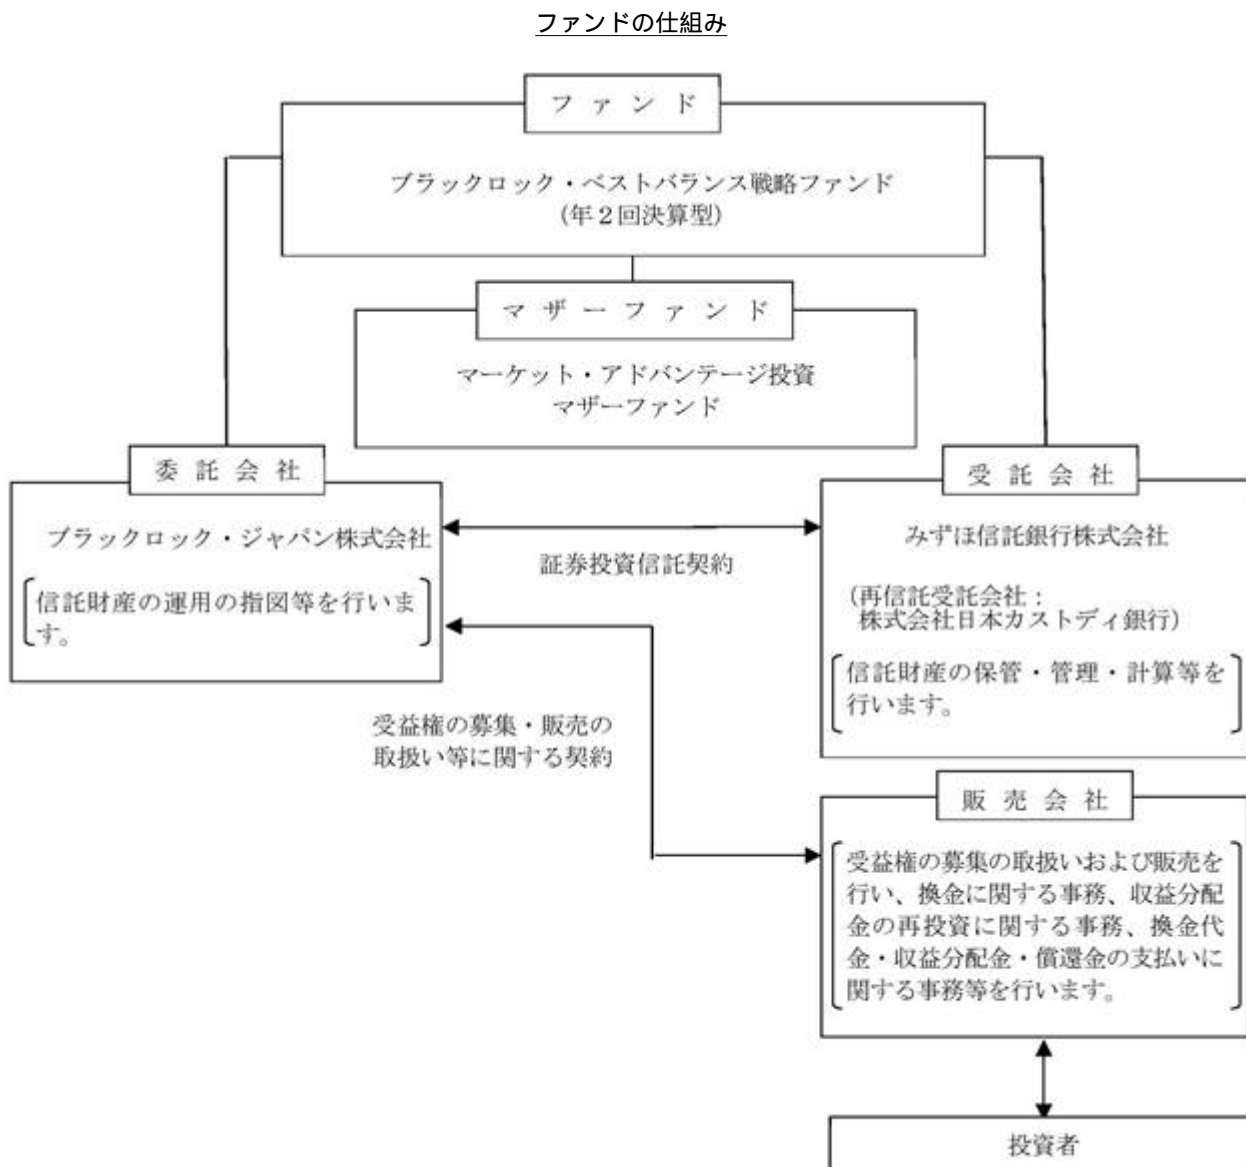 ファンドの仕組み
ファンド
ブラックロック・ベストバランス戦略ファンド
(年２回決算型)
マザーファンド
マーケット・アドバンテージ投資
マザーファンド
委託会社
ブラックロック・ジャパン株式会社
信託財産の運用の指図等を行いま
す。
証券投資信託契約
受託会社
みずほ信託銀行株式会社
(再信託受託会社：
株式会社日本カストディ銀行)
信託財産の保管・管理・計算等を
行います。
受益権の募集・販売の
取扱い等に関する契約
販売会社
受益権の募集の取扱いおよび販売を
行い、換金に関する事務、収益分配
金の再投資に関する事務、換金代
金・収益分配金・償還金の支払いに
関する事務等を行います。
投資者